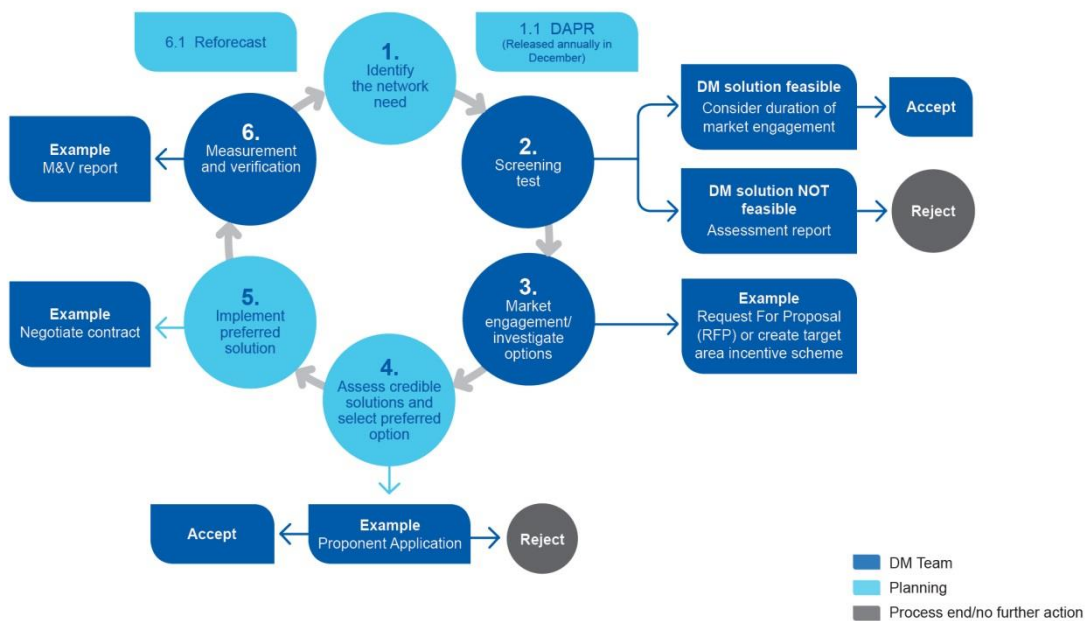 6.1 Reforecast
1.
Identify
the network
need
1.1 DAPR
(Released annually in
December)
DM solution feasible
Consider duration of
market engagement
Accept
6.
Measurement
and verification
Example
M&V report
2.
Screening
test
DM solution NOT
feasible
Assessment report
Reject
5.
Implement
preferred
solution
Example
Negotiate contract
3.
Market
engagement/
investigate
options
Example
Request For Proposal
(RFP) or create target
area incentive scheme
4.
Assess credible
solutions and
select preferred
option
Accept
Example
Proponent Application
Reject
DM Team
Planning
Process end/no further action